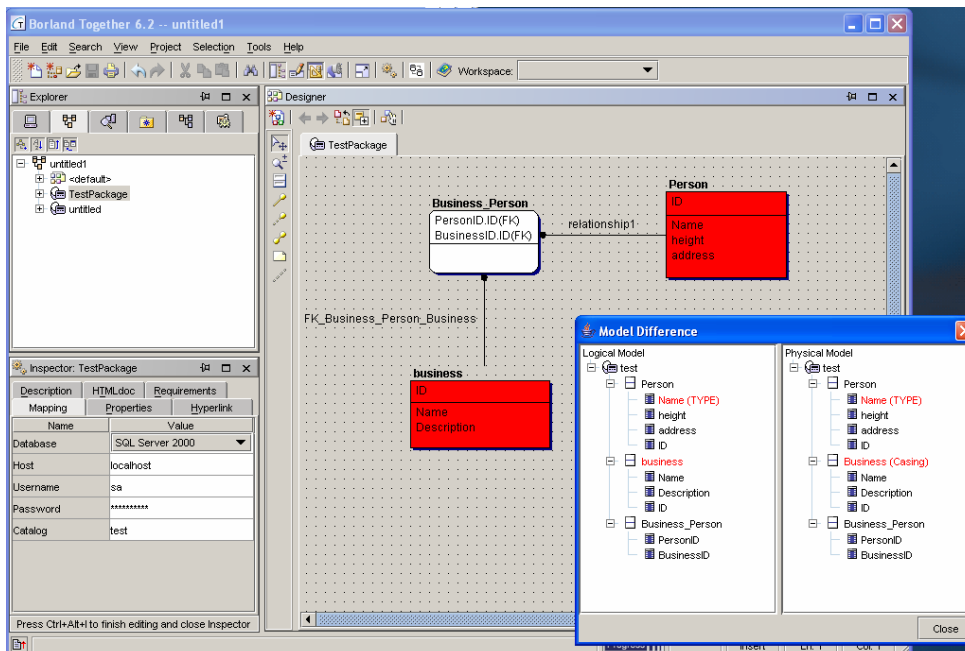 Borland Together 6.2 -- untitled1
File Edit Search View Project Selection Tools Help
Workspace:
Explorer
untitled1
<default>
TestPackage
untitled
Designer
TestPackage
Business_Person
PersonID.ID(FK)
BusinessID.ID(FK)
relationship1
Person
ID
Name
height
address
FK_Business_Person_Business
business
ID
Name
Description
Inspector: TestPackage
Description HTMLdoc Requirements
Mapping Properties Hyperlink
Name Value
Database SQL Server 2000
Host localhost
Username sa
Password **********
Catalog test
Press Ctrl+Alt+I to finish editing and close Inspector
Model Difference
Logical Model
test
Person
Name (TYPE)
height
address
ID
business
Name
Description
ID
Business_Person
PersonID
BusinessID
Physical Model
test
Person
Name (TYPE)
height
address
ID
Business (Casing)
Name
Description
ID
Business_Person
PersonID
BusinessID
Close